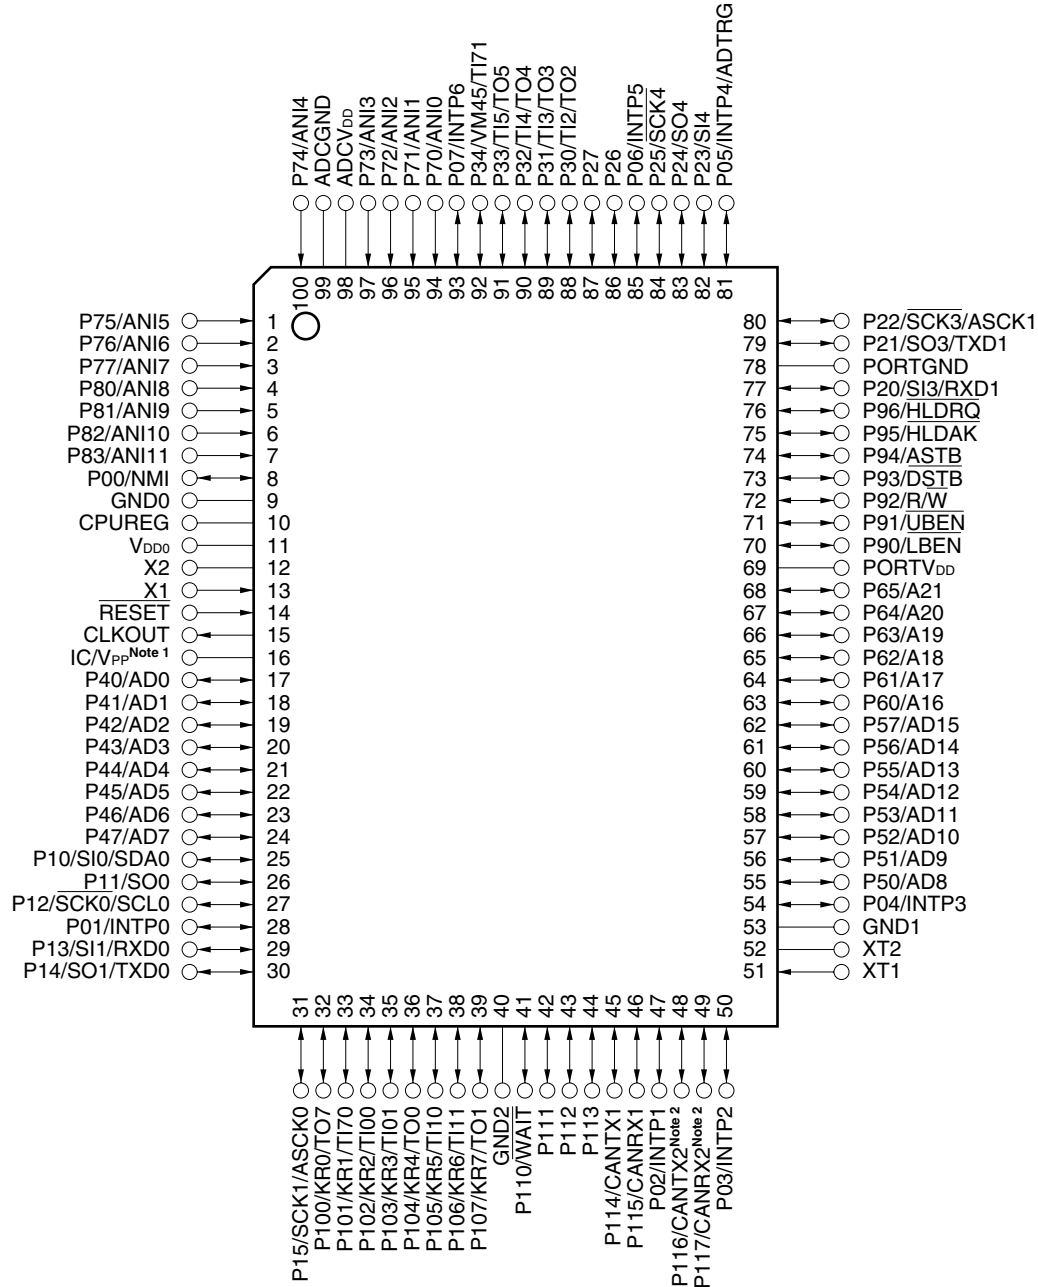 P74/ANI4
ADCGND
ADCVDD
P73/ANI3
P72/ANI2
P71/ANI1
P70/ANI0
P07/INTP6
P34/VM45/TI71
P33/TI5/TO5
P32/TI4/TO4
P31/TI3/TO3
P30/TI2/TO2
P27
P26
P06/INTP5
P25/SCK4
P24/SO4
P23/SI4
P05/INTP4/ADTRG
100
99
98
97
96
95
94
93
92
91
90
89
88
87
86
85
84
83
82
81
P75/ANI5 1
P76/ANI6 2
P77/ANI7 3
P80/ANI8 4
P81/ANI9 5
P82/ANI10 6
P83/ANI11 7
P00/NMI 8
GND0 9
CPUREG 10
VDD0 11
X2 12
X1 13
RESET 14
CLKOUT 15
IC/VPP Note 1 16
P40/AD0 17
P41/AD1 18
P42/AD2 19
P43/AD3 20
P44/AD4 21
P45/AD5 22
P46/AD6 23
P47/AD7 24
P10/SI0/SDA0 25
P11/SO0 26
P12/SCK0/SCL0 27
P01/INTP0 28
P13/SI1/RXD0 29
P14/SO1/TXD0 30
80 P22/SCK3/ASCK1
79 P21/SO3/TXD1
78 PORTGND
77 P20/SI3/RXD1
76 P96/HLDRQ
75 P95/HLDAK
74 P94/ASTB
73 P93/DSTB
72 P92/R/W
71 P91/UBEN
70 P90/LBEN
69 PORTVDD
68 P65/A21
67 P64/A20
66 P63/A19
65 P62/A18
64 P61/A17
63 P60/A16
62 P57/AD15
61 P56/AD14
60 P55/AD13
59 P54/AD12
58 P53/AD11
57 P52/AD10
56 P51/AD9
55 P50/AD8
54 P04/INTP3
53 GND1
52 XT2
51 XT1
31
32
33
34
35
36
37
38
39
40
41
42
43
44
45
46
47
48
49
50
P15/SCK1/ASCK0
P100/KR0/TO7
P101/KR1/TI70
P102/KR2/TI00
P103/KR3/TI01
P104/KR4/TO0
P105/KR5/TI10
P106/KR6/TI11
P107/KR7/TO1
GND2
P110/WAIT
P111
P112
P113
P114/CANTX1
P115/CANRX1
P02/INTP1
P116/CANTX2 Note 2
P117/CANRX2 Note 2
P03/INTP2